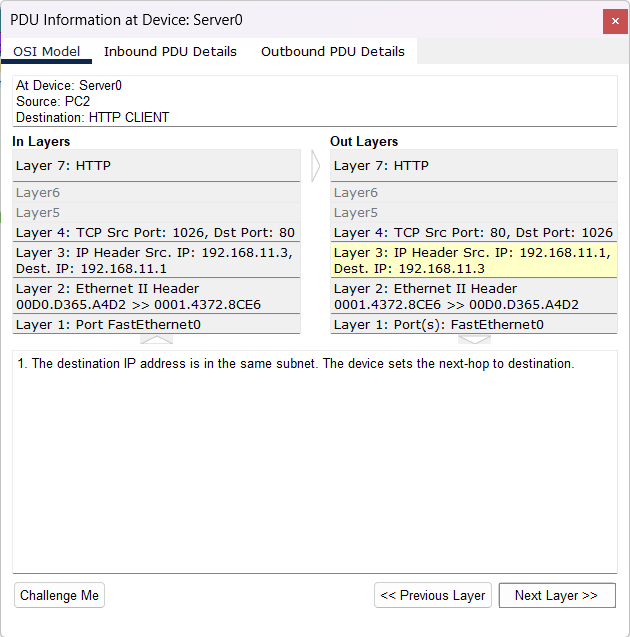 PDU Information at Device: Server0
OSI Model Inbound PDU Details Outbound PDU Details
At Device: Server0
Source: PC2
Destination: HTTP CLIENT
In Layers
Layer 7: HTTP
Layer6
Layer5
Layer 4: TCP Src Port: 1026, Dst Port: 80
Layer 3: IP Header Src. IP: 192.168.11.3,
Dest. IP: 192.168.11.1
Layer 2: Ethernet II Header
00D0.D365.A4D2 >> 0001.4372.8CE6
Layer 1: Port FastEthernet0
Out Layers
Layer 7: HTTP
Layer6
Layer5
Layer 4: TCP Src Port: 80, Dst Port: 1026
Layer 3: IP Header Src. IP: 192.168.11.1,
Dest. IP: 192.168.11.3
Layer 2: Ethernet II Header
0001.4372.8CE6 >> 00D0.D365.A4D2
Layer 1: Port(s): FastEthernet0
1. The destination IP address is in the same subnet. The device sets the next-hop to destination.
Challenge Me << Previous Layer Next Layer >>